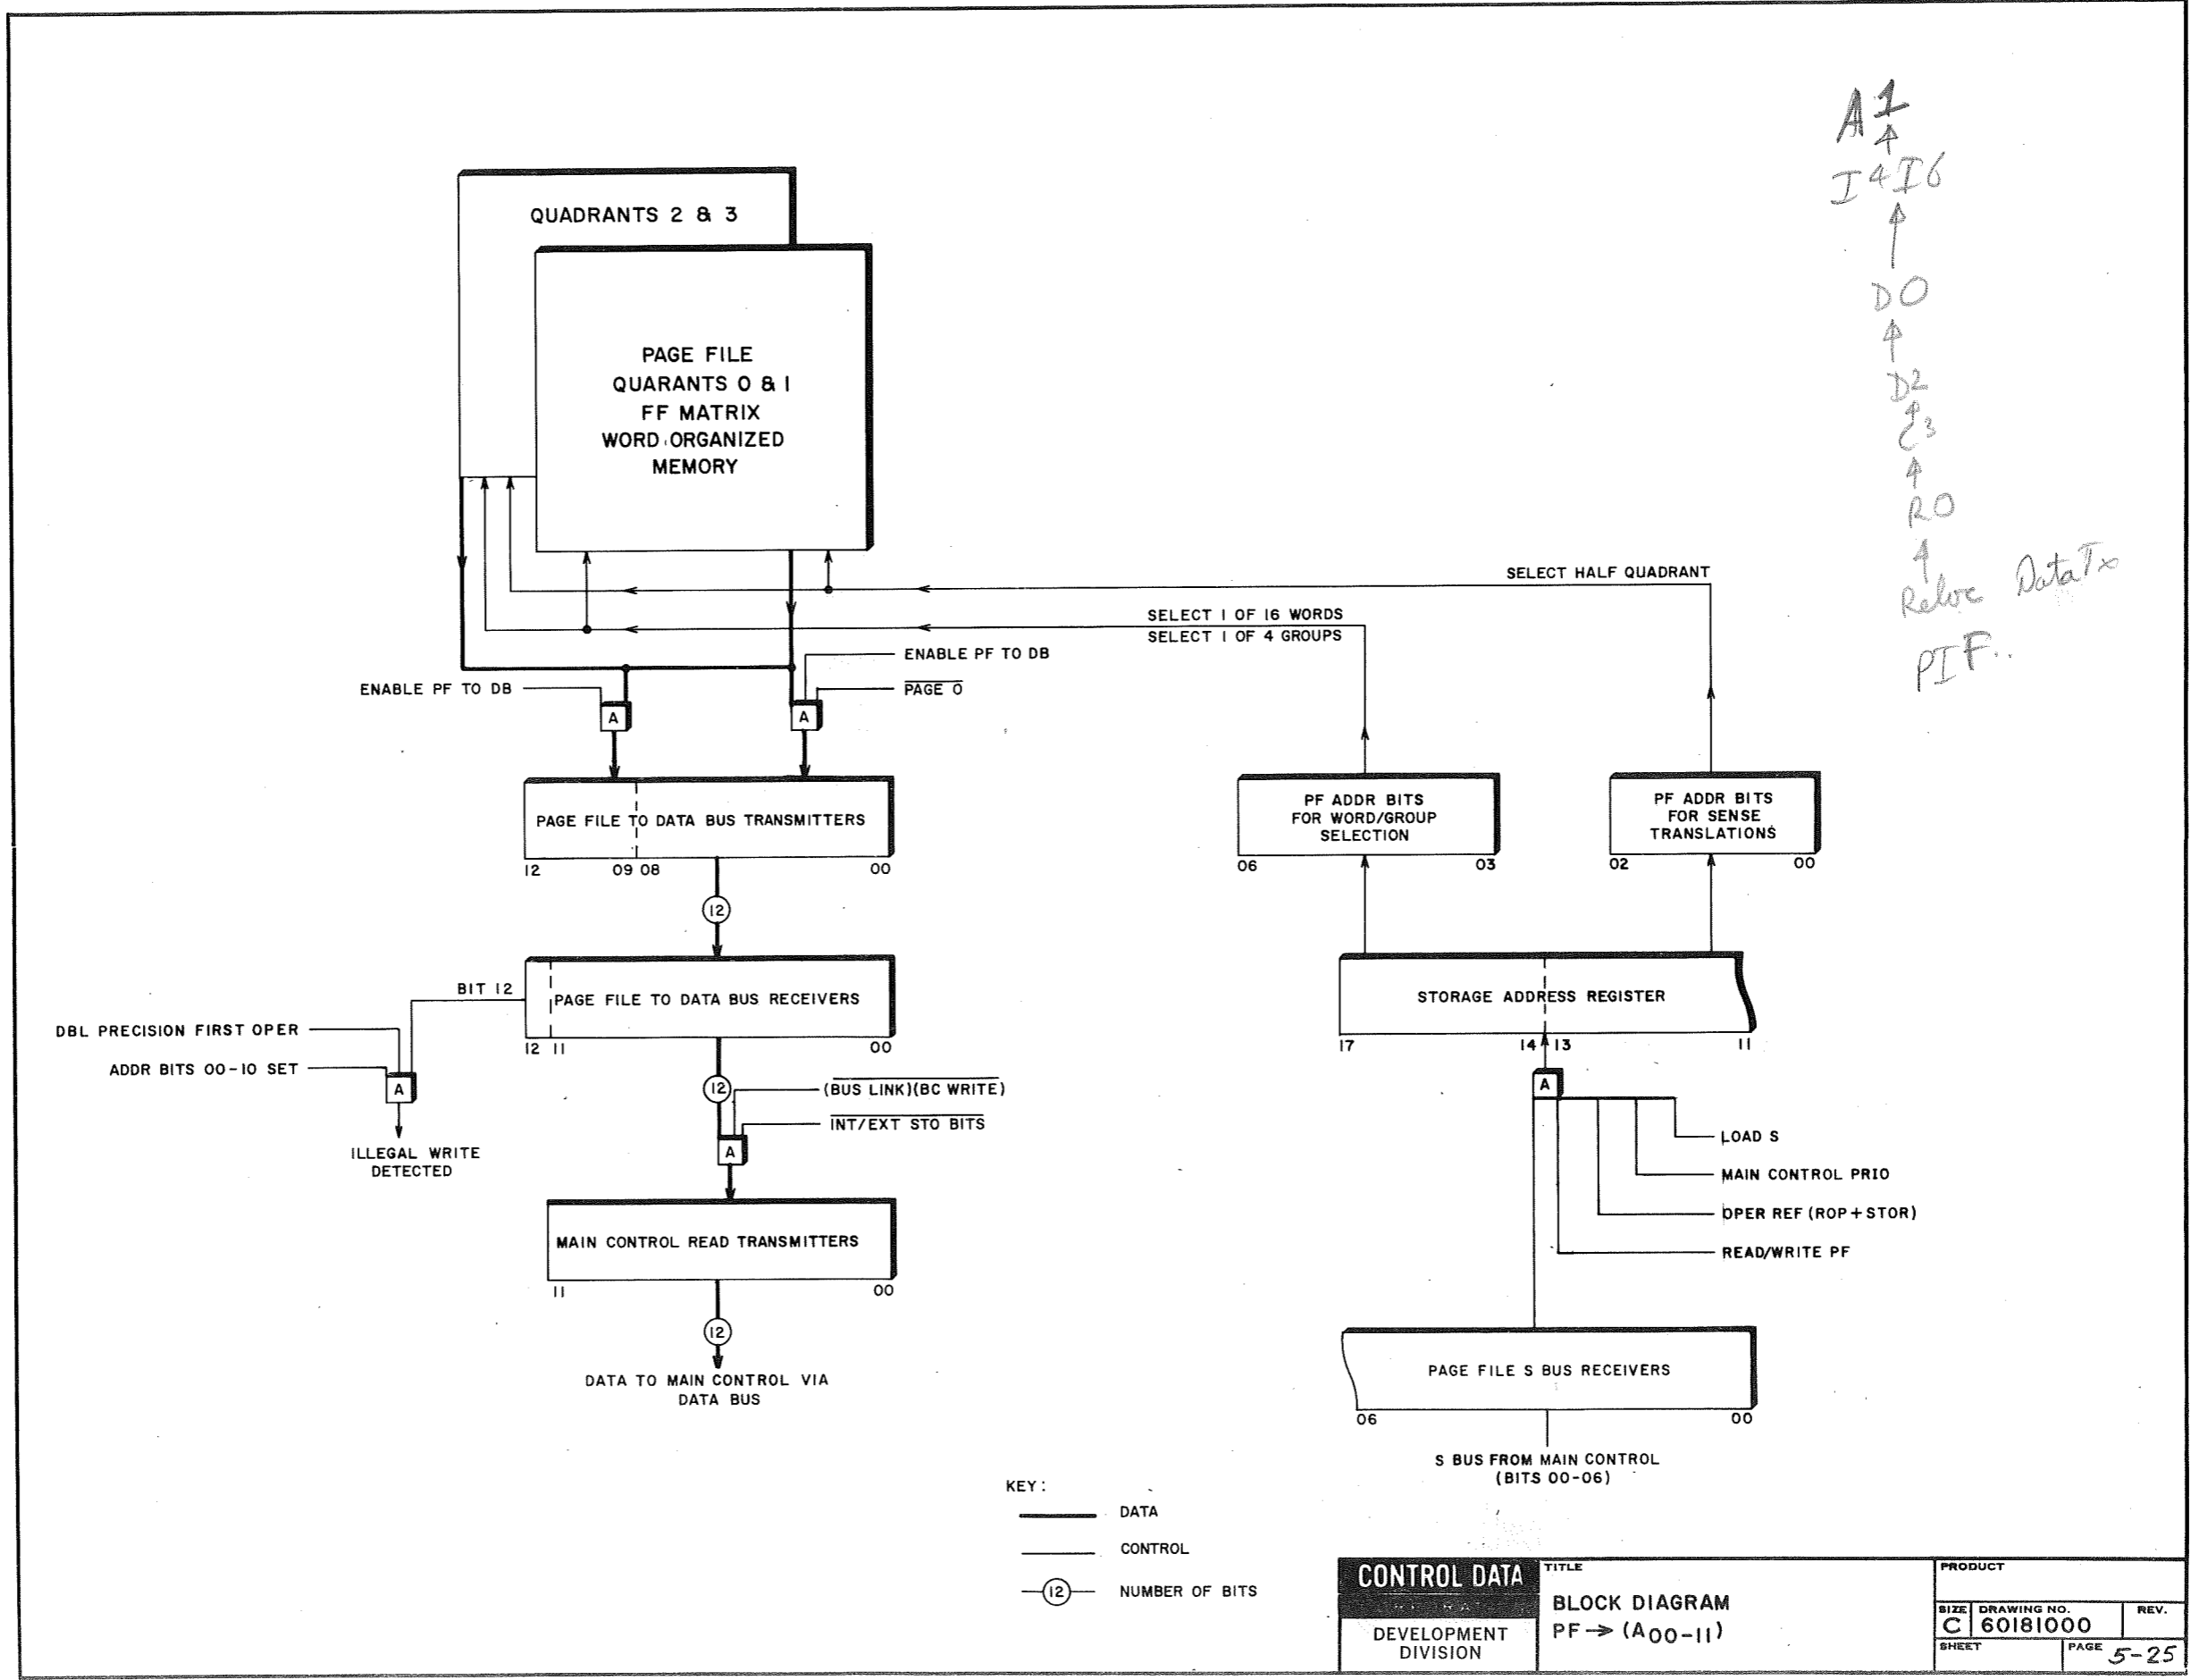 A1
I4I6
D0
D2
C3
R0
Data Tx
PIF..
QUADRANTS 2 & 3
PAGE FILE
QUARANTS 0 & 1
FF MATRIX
WORD ORGANIZED
MEMORY
SELECT HALF QUADRANT
SELECT 1 OF 16 WORDS
SELECT 1 OF 4 GROUPS
ENABLE PF TO DB
ENABLE PF TO DB
PAGE 0
A
A
PAGE FILE TO DATA BUS TRANSMITTERS
12 09 08 00
PF ADDR BITS
FOR WORD/GROUP
SELECTION
06 03
PF ADDR BITS
FOR SENSE
TRANSLATIONS
02 00
12
BIT 12
PAGE FILE TO DATA BUS RECEIVERS
12 11 00
DBL PRECISION FIRST OPER
ADDR BITS 00-10 SET
A
ILLEGAL WRITE
DETECTED
STORAGE ADDRESS REGISTER
17 14 13 11
12
(BUS LINK)(BC WRITE)
INT/EXT STO BITS
A
A
LOAD S
MAIN CONTROL PRIO
OPER REF (ROP+STOR)
READ/WRITE PF
MAIN CONTROL READ TRANSMITTERS
11 00
12
DATA TO MAIN CONTROL VIA
DATA BUS
PAGE FILE S BUS RECEIVERS
06 00
S BUS FROM MAIN CONTROL
(BITS 00-06)
KEY:
DATA
CONTROL
12 NUMBER OF BITS
CONTROL DATA
DEVELOPMENT
DIVISION
TITLE
BLOCK DIAGRAM
PF→(A00-11)
PRODUCT
SIZE DRAWING NO. REV.
C 60181000
SHEET PAGE 5-25